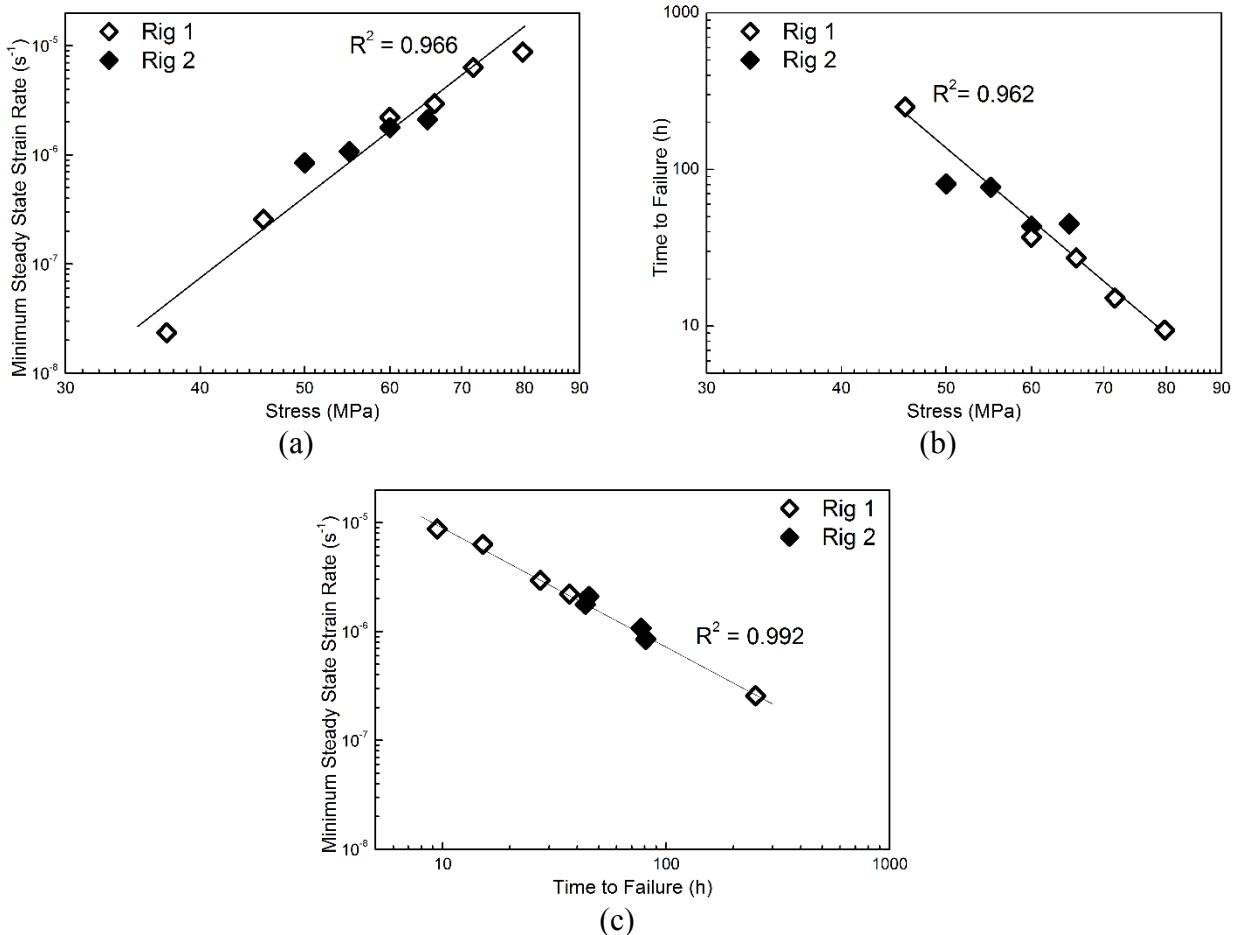 Rig 1
Rig 2
R² = 0.966
10⁻⁵
10⁻⁶
10⁻⁷
10⁻⁸
Minimum Steady State Strain Rate (s⁻¹)
30 40 50 60 70 80 90
Stress (MPa)
(a)
Rig 1
Rig 2
R²= 0.962
1000
100
10
Time to Failure (h)
30 40 50 60 70 80 90
Stress (MPa)
(b)
Rig 1
Rig 2
R² = 0.992
10⁻⁵
10⁻⁶
10⁻⁷
10⁻⁸
Minimum Steady State Strain Rate (s⁻¹)
10 100 1000
Time to Failure (h)
(c)